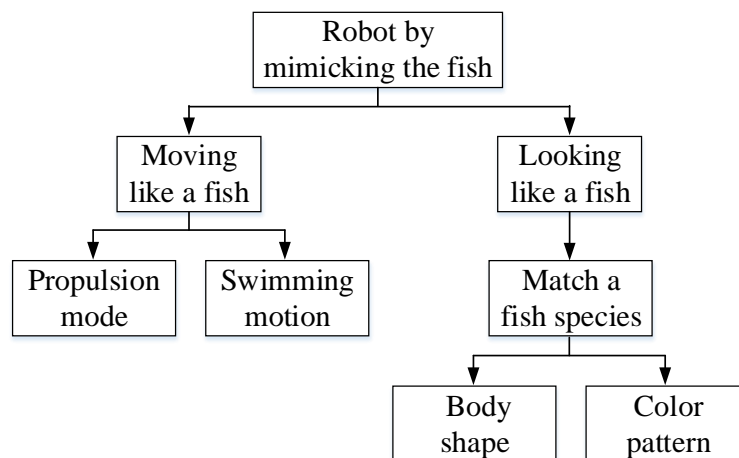 Robot by
mimicking the fish
Moving
like a fish
Looking
like a fish
Propulsion
mode
Swimming
motion
Match a
fish species
Body
shape
Color
pattern